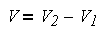 V = V₂ – V₁